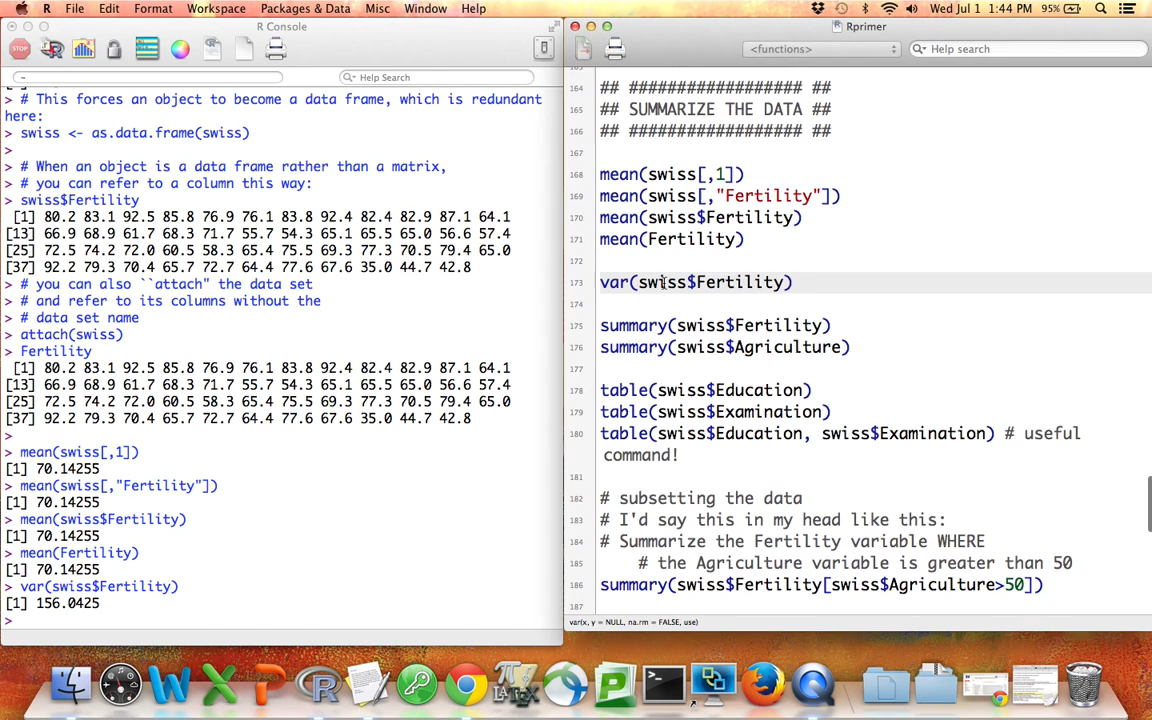 R File Edit Format Workspace Packages & Data Misc Window Help Wed Jul 1 1:44 PM 95%
R Console
Rprimer
STOP
<functions>
Help search
~
Help Search
> # This forces an object to become a data frame, which is redundant
here:
> swiss <- as.data.frame(swiss)
>
> # When an object is a data frame rather than a matrix,
> # you can refer to a column this way:
> swiss$Fertility
[1] 80.2 83.1 92.5 85.8 76.9 76.1 83.8 92.4 82.4 82.9 87.1 64.1
[13] 66.9 68.9 61.7 68.3 71.7 55.7 54.3 65.1 65.5 65.0 56.6 57.4
[25] 72.5 74.2 72.0 60.5 58.3 65.4 75.5 69.3 77.3 70.5 79.4 65.0
[37] 92.2 79.3 70.4 65.7 72.7 64.4 77.6 67.6 35.0 44.7 42.8
> # you can also ``attach" the data set
> # and refer to its columns without the
> # data set name
> attach(swiss)
> Fertility
[1] 80.2 83.1 92.5 85.8 76.9 76.1 83.8 92.4 82.4 82.9 87.1 64.1
[13] 66.9 68.9 61.7 68.3 71.7 55.7 54.3 65.1 65.5 65.0 56.6 57.4
[25] 72.5 74.2 72.0 60.5 58.3 65.4 75.5 69.3 77.3 70.5 79.4 65.0
[37] 92.2 79.3 70.4 65.7 72.7 64.4 77.6 67.6 35.0 44.7 42.8
>
> mean(swiss[,1])
[1] 70.14255
> mean(swiss[,"Fertility"])
[1] 70.14255
> mean(swiss$Fertility)
[1] 70.14255
> mean(Fertility)
[1] 70.14255
> var(swiss$Fertility)
[1] 156.0425
>
164 ## ################## ##
165 ## SUMMARIZE THE DATA ##
166 ## ################## ##
167
168 mean(swiss[,1])
169 mean(swiss[,"Fertility"])
170 mean(swiss$Fertility)
171 mean(Fertility)
172
173 var(swiss$Fertility)
174
175 summary(swiss$Fertility)
176 summary(swiss$Agriculture)
177
178 table(swiss$Education)
179 table(swiss$Examination)
180 table(swiss$Education, swiss$Examination) # useful
command!
181
182 # subsetting the data
183 # I'd say this in my head like this:
184 # Summarize the Fertility variable WHERE
185 # the Agriculture variable is greater than 50
186 summary(swiss$Fertility[swiss$Agriculture>50])
187
var(x, y = NULL, na.rm = FALSE, use)